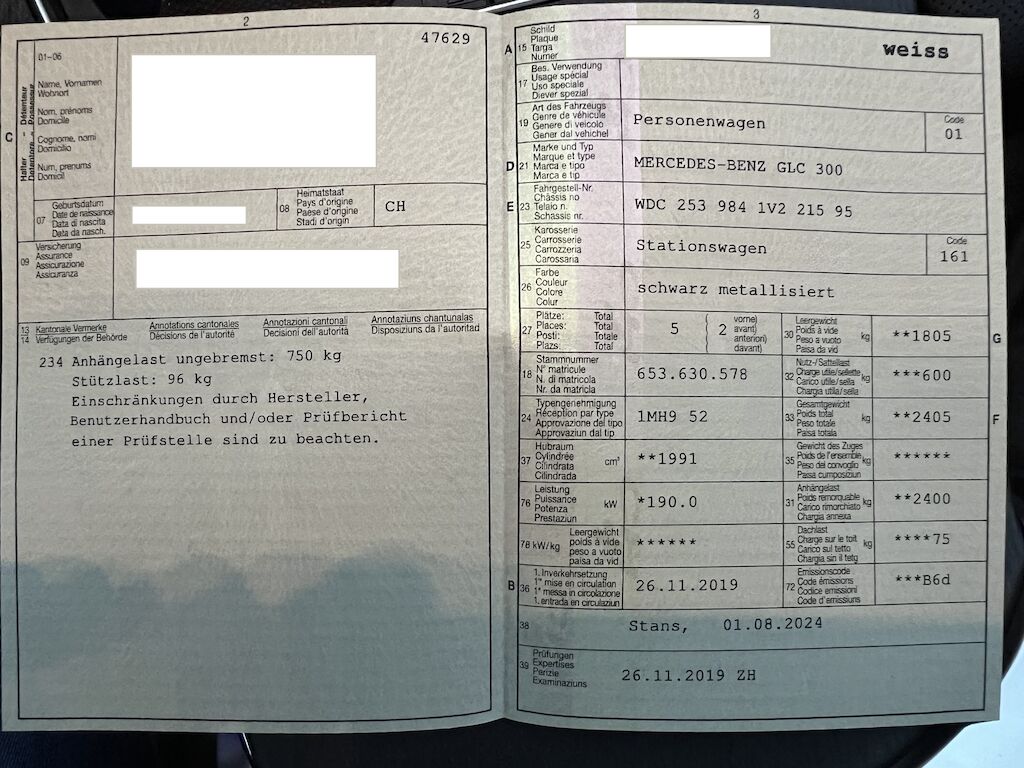 2
47629
01-06
Name, Vornamen
Wohnort
Nom, prénoms
Domicile
Cognome, nomi
Domicilio
Num, prenums
Domicil
C
Halter – Détenteur
07
Geburtsdatum
Date de naissance
Data di nascita
Data da nasch.
08
Heimatstaat
Pays d'origine
Paese d'origine
Stadi d'origin
CH
09
Versicherung
Assurance
Assicurazione
Assicuranza
13
14
Kantonale Vermerke
Verfügungen der Behörde
Annotations cantonales
Décisions de l'autorité
Annotazioni cantonali
Decisioni dell'autorità
Annotaziuns chantunalas
Disposiziuns da l'autoritad
234 Anhängelast ungebremst: 750 kg
Stützlast: 96 kg
Einschränkungen durch Hersteller,
Benutzerhandbuch und/oder Prüfbericht
einer Prüfstelle sind zu beachten.
3
A
15
Schild
Plaque
Targa
Numer
weiss
17
Bes. Verwendung
Usage spécial
Uso speciale
Diever spezial
19
Art des Fahrzeugs
Genre de véhicule
Genere di veicolo
Gener dal vehichel
Personenwagen
Code
01
D
21
Marke und Typ
Marque et type
Marca e tipo
Marca e tip
MERCEDES-BENZ GLC 300
E
23
Fahrgestell-Nr.
Châssis no
Telaio n.
Schassis nr.
WDC 253 984 1V2 215 95
25
Karosserie
Carrosserie
Carrozzeria
Carossaria
Stationswagen
Code
161
26
Farbe
Couleur
Colore
Colur
schwarz metallisiert
27
Plätze: Total
Places: Total
Posti: Totale
Plazs: Total
5
( 2
vorne)
avant)
anteriori)
davant)
30
Leergewicht
Poids à vide
Peso a vuoto
Paisa da vid
kg
**1805
G
18
Stammnummer
N° matricule
N. di matricola
Nr. da matricla
653.630.578
32
Nutz-/Sattellast
Charge utile/sellette
Carico utile/sella
Chargia utila/sella
kg
***600
24
Typengenehmigung
Réception par type
Approvazione del tipo
Approvaziun dal tip
1MH9 52
33
Gesamtgewicht
Poids total
Peso totale
Paisa totala
kg
**2405
F
37
Hubraum
Cylindrée
Cilindrata
Cilindrada
cm³
**1991
35
Gewicht des Zuges
Poids de l'ensemble
Peso del convoglio
Paisa cumposiziun
kg
******
76
Leistung
Puissance
Potenza
Prestaziun
kW
*190.0
31
Anhängelast
Poids remorquable
Carico rimorchiato
Chargia annexa
kg
**2400
78 kW/kg
Leergewicht
poids à vide
peso a vuoto
paisa da vid
******
55
Dachlast
Charge sur le toit
Carico sul tetto
Chargia sin il tetg
kg
****75
B
36
1. Inverkehrsetzung
1re mise en circulation
1a messa in circolazione
1. entrada en circulaziun
26.11.2019
72
Emissionscode
Code émissions
Codice emissioni
Code d'emissiuns
***B6d
38
Stans, 01.08.2024
39
Prüfungen
Expertises
Perizie
Examinaziuns
26.11.2019 ZH